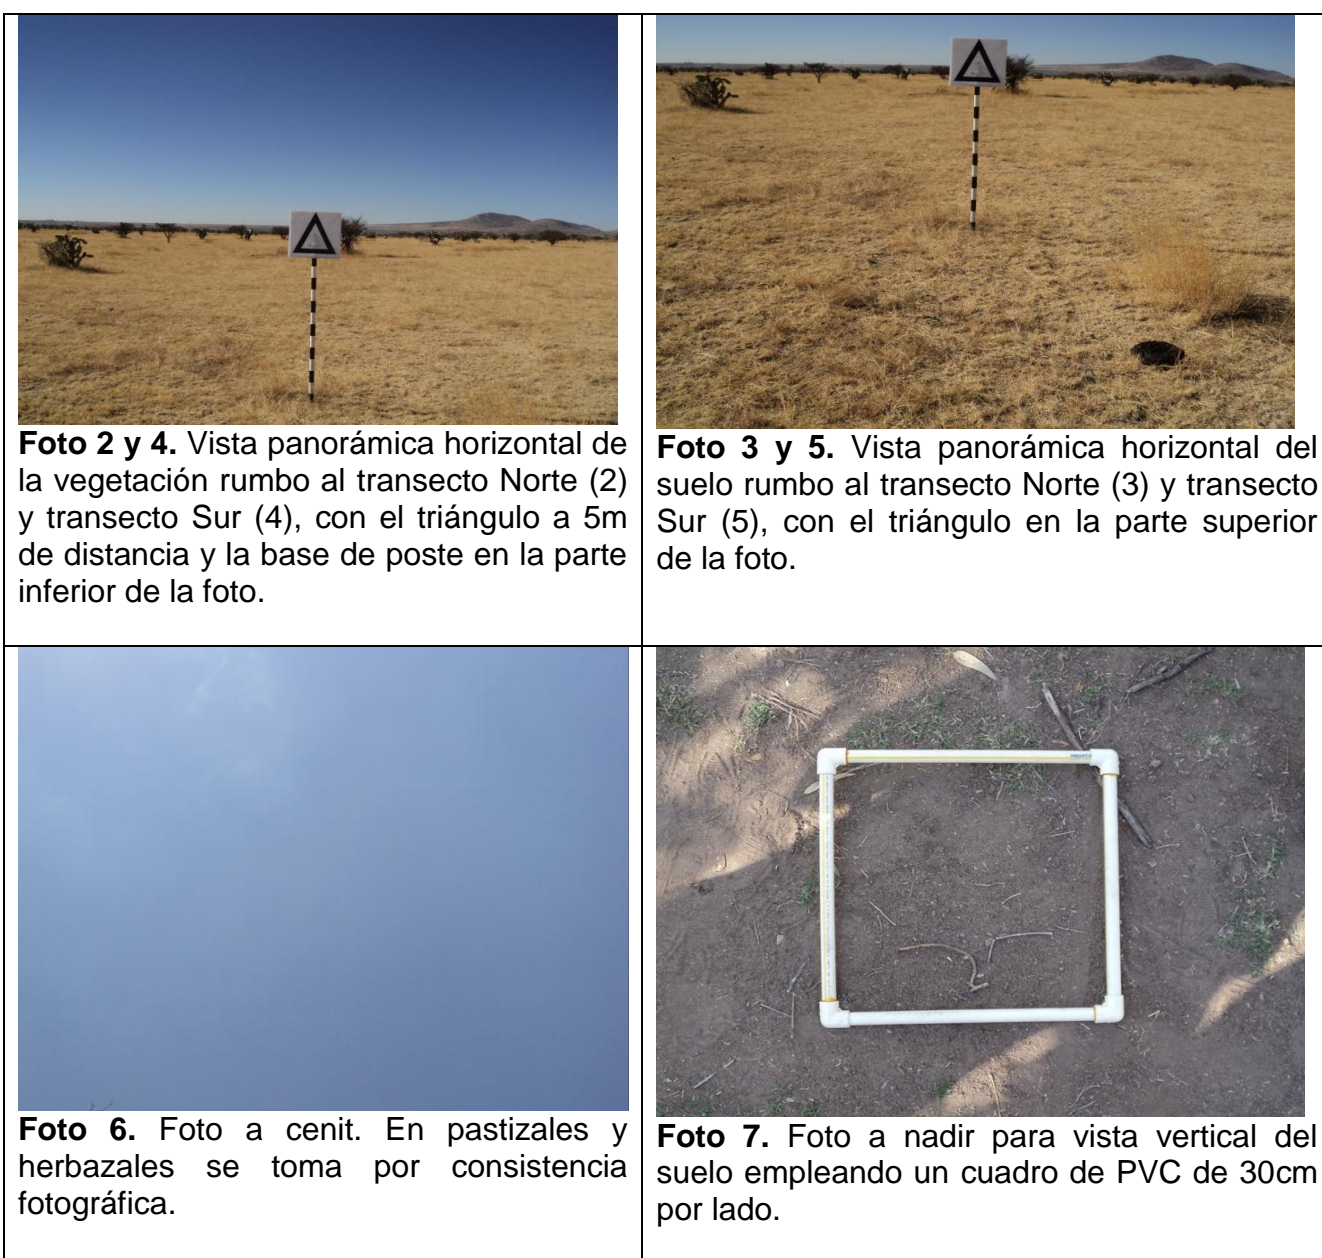 Foto 2 y 4. Vista panorámica horizontal de
la vegetación rumbo al transecto Norte (2)
y transecto Sur (4), con el triángulo a 5m
de distancia y la base de poste en la parte
inferior de la foto.
Foto 3 y 5. Vista panorámica horizontal del
suelo rumbo al transecto Norte (3) y transecto
Sur (5), con el triángulo en la parte superior
de la foto.
Foto 6. Foto a cenit. En pastizales y
herbazales se toma por consistencia
fotográfica.
Foto 7. Foto a nadir para vista vertical del
suelo empleando un cuadro de PVC de 30cm
por lado.